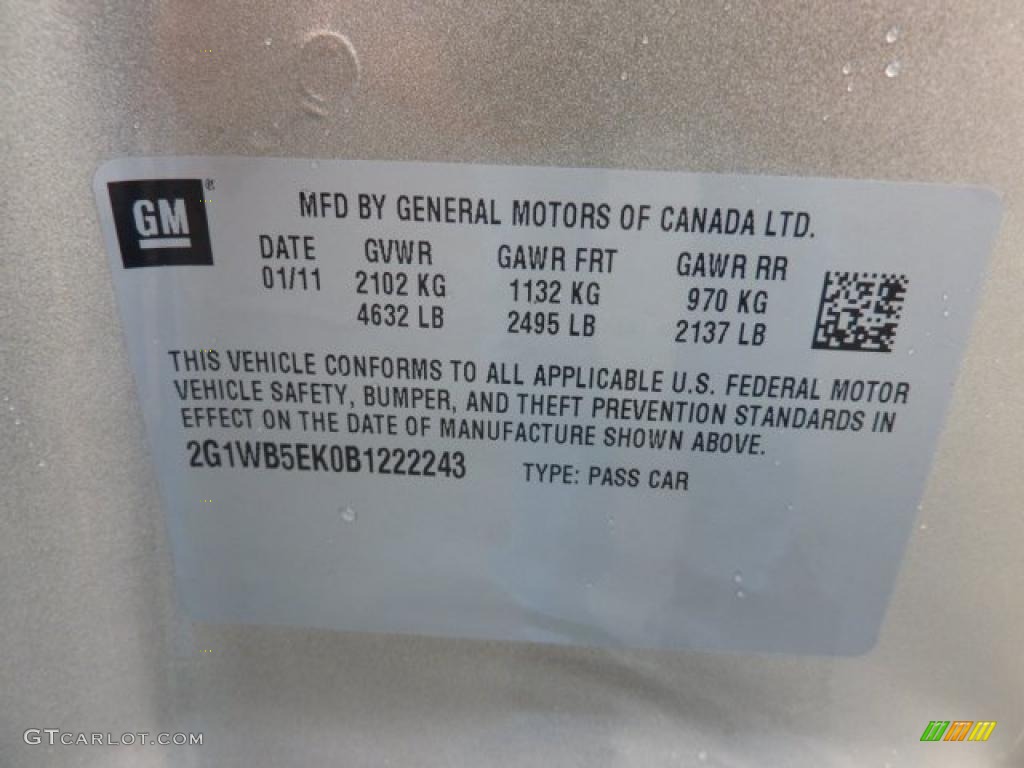 GM®
MFD BY GENERAL MOTORS OF CANADA LTD.
DATE GVWR GAWR FRT GAWR RR
01/11 2102 KG 1132 KG 970 KG
4632 LB 2495 LB 2137 LB
THIS VEHICLE CONFORMS TO ALL APPLICABLE U.S. FEDERAL MOTOR
VEHICLE SAFETY, BUMPER, AND THEFT PREVENTION STANDARDS IN
EFFECT ON THE DATE OF MANUFACTURE SHOWN ABOVE.
2G1WB5EK0B1222243 TYPE: PASS CAR
GTCARLOT.COM